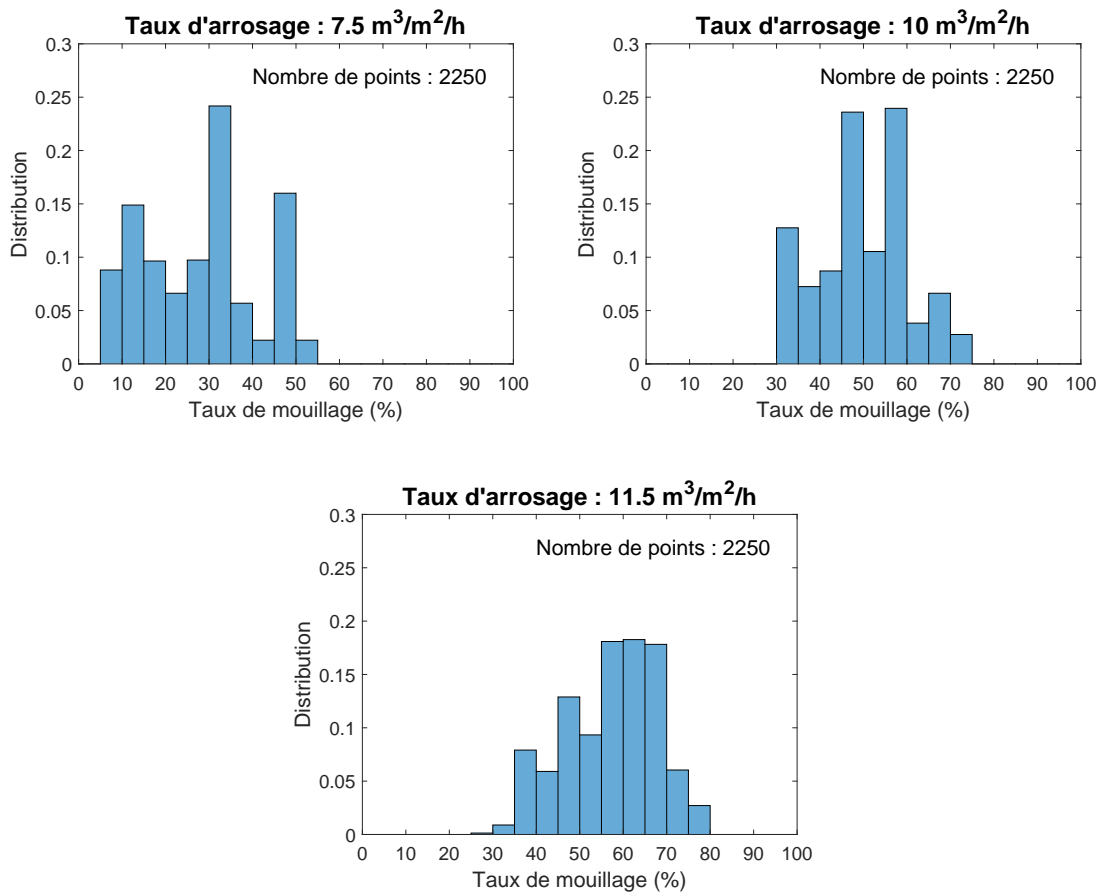 Taux d'arrosage : 7.5 m³/m²/h
Nombre de points : 2250
0.3
0.25
0.2
0.15
0.1
0.05
0
Distribution
0 10 20 30 40 50 60 70 80 90 100
Taux de mouillage (%)
Taux d'arrosage : 10 m³/m²/h
Nombre de points : 2250
0.3
0.25
0.2
0.15
0.1
0.05
0
Distribution
0 10 20 30 40 50 60 70 80 90 100
Taux de mouillage (%)
Taux d'arrosage : 11.5 m³/m²/h
Nombre de points : 2250
0.3
0.25
0.2
0.15
0.1
0.05
0
Distribution
0 10 20 30 40 50 60 70 80 90 100
Taux de mouillage (%)